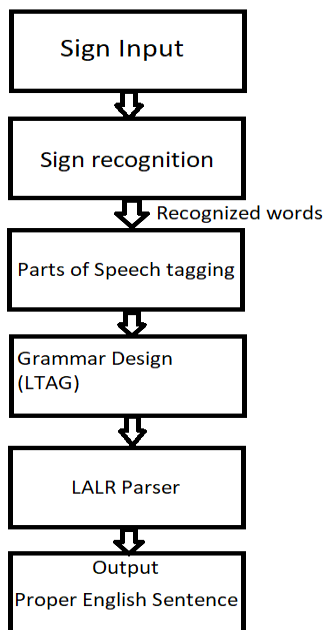 Sign Input
Sign recognition
Recognized words
Parts of Speech tagging
Grammar Design
(LTAG)
LALR Parser
Output
Proper English Sentence